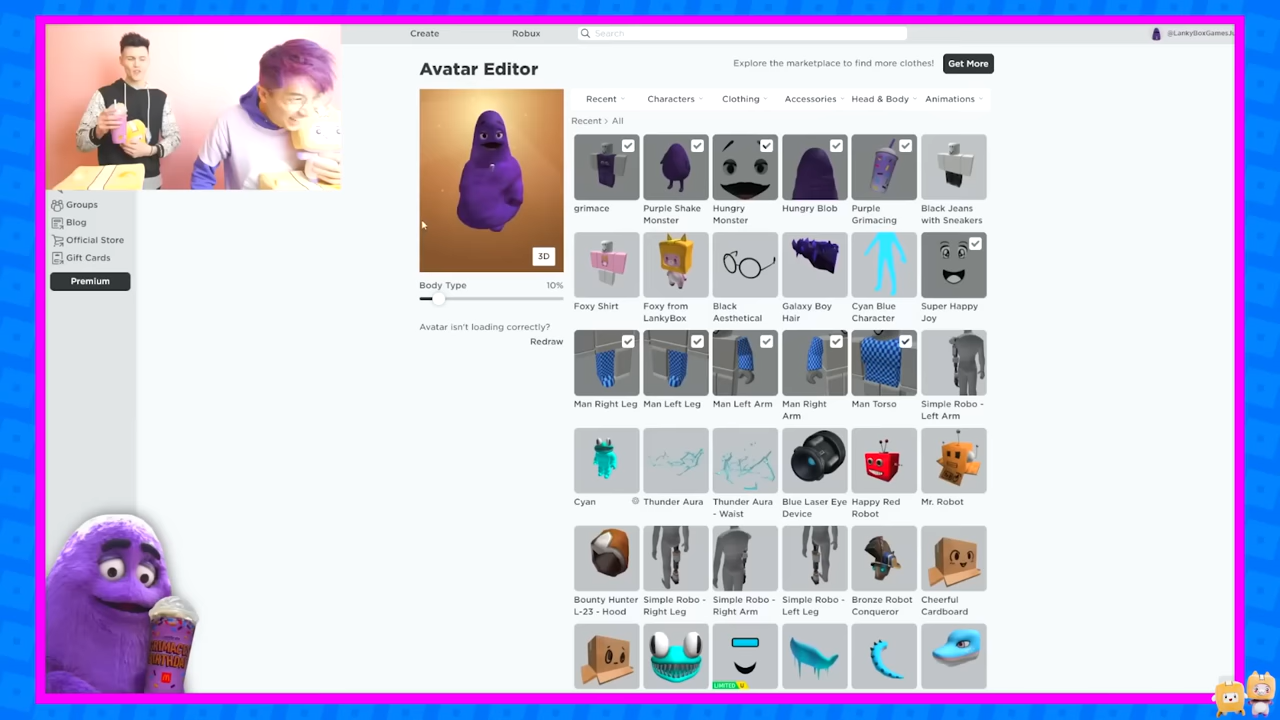 Create
Robux
Search
@LankyBoxGamesJu
Avatar Editor
Explore the marketplace to find more clothes!
Get More
Recent
Characters
Clothing
Accessories
Head & Body
Animations
Recent > All
Groups
Blog
Official Store
Gift Cards
Premium
3D
Body Type 10%
Avatar isn't loading correctly?
Redraw
grimace
Purple Shake
Monster
Hungry
Monster
Hungry Blob
Purple
Grimacing
Black Jeans
with Sneakers
Foxy Shirt
Foxy from
LankyBox
Black
Aesthetical
Galaxy Boy
Hair
Cyan Blue
Character
Super Happy
Joy
Man Right Leg
Man Left Leg
Man Left Arm
Man Right
Arm
Man Torso
Simple Robo -
Left Arm
Cyan
Thunder Aura
Thunder Aura
- Waist
Blue Laser Eye
Device
Happy Red
Robot
Mr. Robot
Bounty Hunter
L-23 - Hood
Simple Robo -
Right Leg
Simple Robo -
Right Arm
Simple Robo -
Left Leg
Bronze Robot
Conqueror
Cheerful
Cardboard
LIMITED U